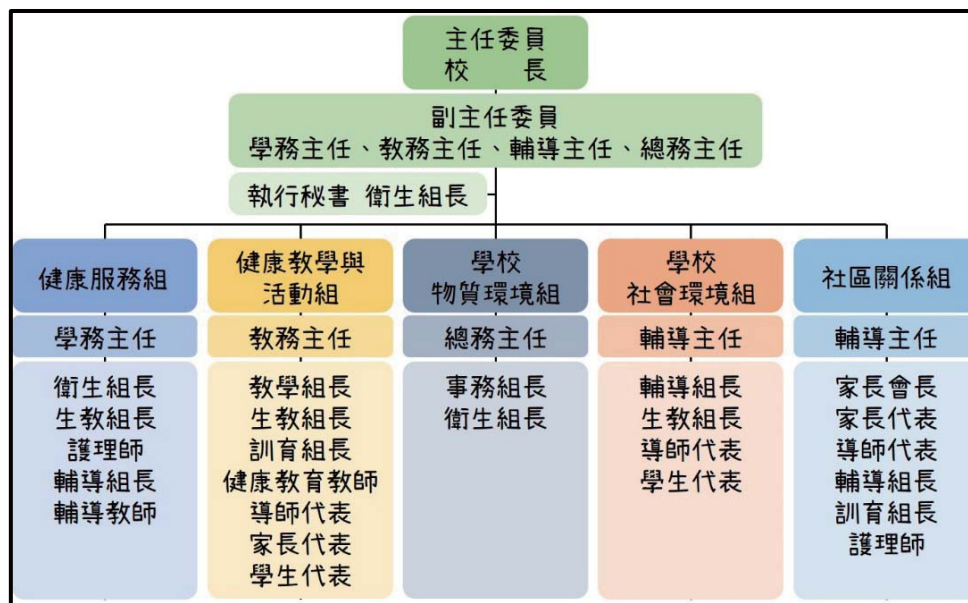 主任委員
校 長
副主任委員
學務主任、教務主任、輔導主任、總務主任
執行秘書 衛生組長
健康服務組
學務主任
衛生組長
生教組長
護理師
輔導組長
輔導教師
健康教學與
活動組
教務主任
教學組長
生教組長
訓育組長
健康教育教師
導師代表
家長代表
學生代表
學校
物質環境組
總務主任
事務組長
衛生組長
學校
社會環境組
輔導主任
輔導組長
生教組長
導師代表
學生代表
社區關係組
輔導主任
家長會長
家長代表
導師代表
輔導組長
訓育組長
護理師